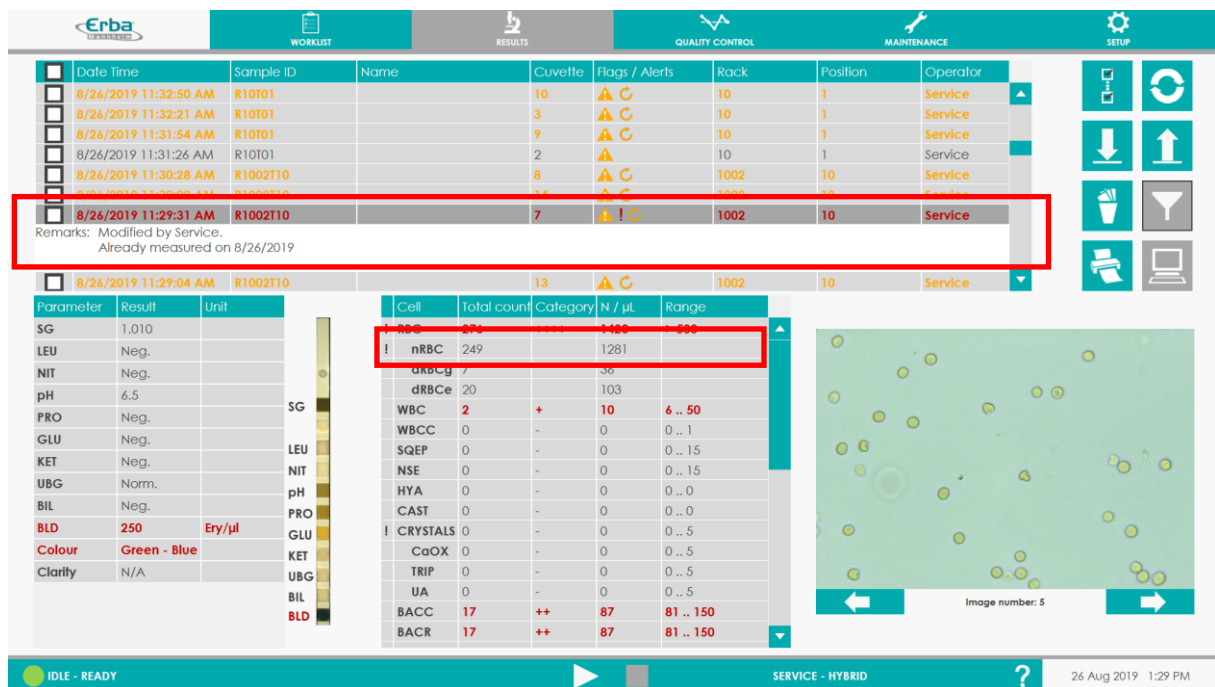 Erba
Mannheim
WORKLIST
RESULTS
QUALITY CONTROL
MAINTENANCE
SETUP
Date Time Sample ID Name Cuvette Flags / Alerts Rack Position Operator
8/26/2019 11:32:50 AM R10T01 10 10 1 Service
8/26/2019 11:32:21 AM R10T01 3 10 1 Service
8/26/2019 11:31:54 AM R10T01 9 10 1 Service
8/26/2019 11:31:26 AM R10T01 2 10 1 Service
8/26/2019 11:30:28 AM R1002T10 8 1002 10 Service
8/26/2019 11:29:31 AM R1002T10 7 ! 1002 10 Service
Remarks: Modified by Service.
Already measured on 8/26/2019
8/26/2019 11:29:04 AM R1002T10 13 1002 10 Service
Parameter Result Unit
SG 1.010
LEU Neg.
NIT Neg.
pH 6.5
PRO Neg.
GLU Neg.
KET Neg.
UBG Norm.
BIL Neg.
BLD 250 Ery/µl
Colour Green - Blue
Clarity N/A
SG
LEU
NIT
pH
PRO
GLU
KET
UBG
BIL
BLD
Cell Total count Category N / µL Range
! RBC 276 ++++ 1420 > 500
! nRBC 249 1281
dRBCg 7 36
dRBCe 20 103
WBC 2 + 10 6 .. 50
WBCC 0 - 0 0 .. 1
SQEP 0 - 0 0 .. 15
NSE 0 - 0 0 .. 15
HYA 0 - 0 0 .. 0
CAST 0 - 0 0 .. 0
! CRYSTALS 0 - 0 0 .. 5
CaOX 0 - 0 0 .. 5
TRIP 0 - 0 0 .. 5
UA 0 - 0 0 .. 5
BACC 17 ++ 87 81 .. 150
BACR 17 ++ 87 81 .. 150
Image number: 5
IDLE - READY
SERVICE - HYBRID
?
26 Aug 2019 1:29 PM